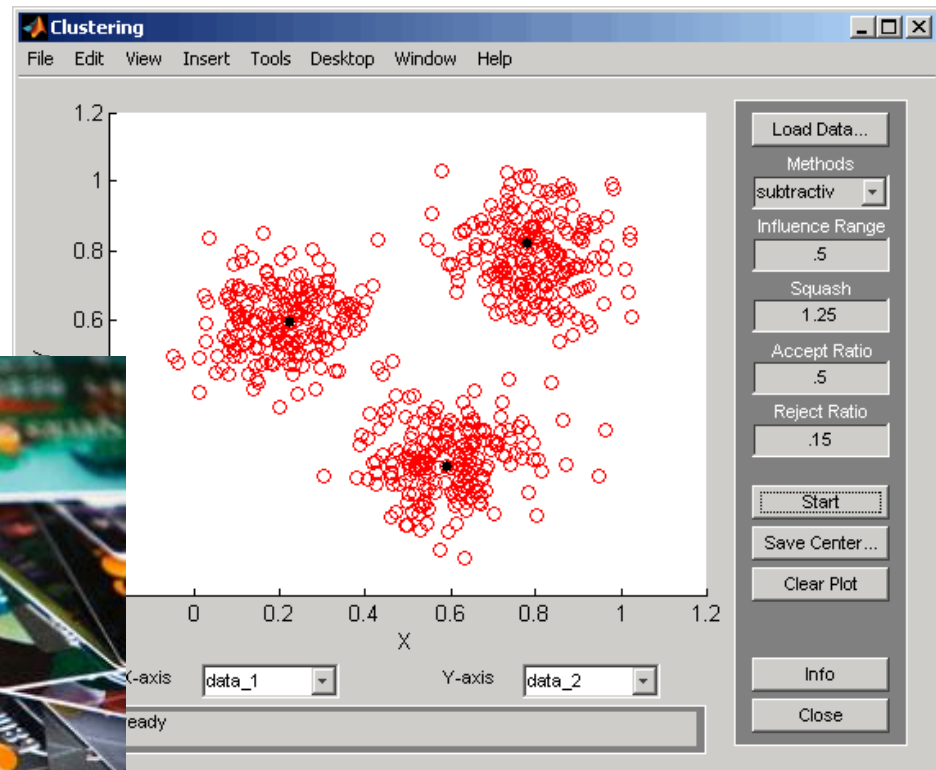 Clustering
File Edit View Insert Tools Desktop Window Help
1.2
1
0.8
0.6
0 0.2 0.4 0.6 0.8 1 1.2
X
X-axis data_1 Y-axis data_2
eady
Load Data...
Methods
subtractiv
Influence Range
.5
Squash
1.25
Accept Ratio
.5
Reject Ratio
.15
Start
Save Center...
Clear Plot
Info
Close